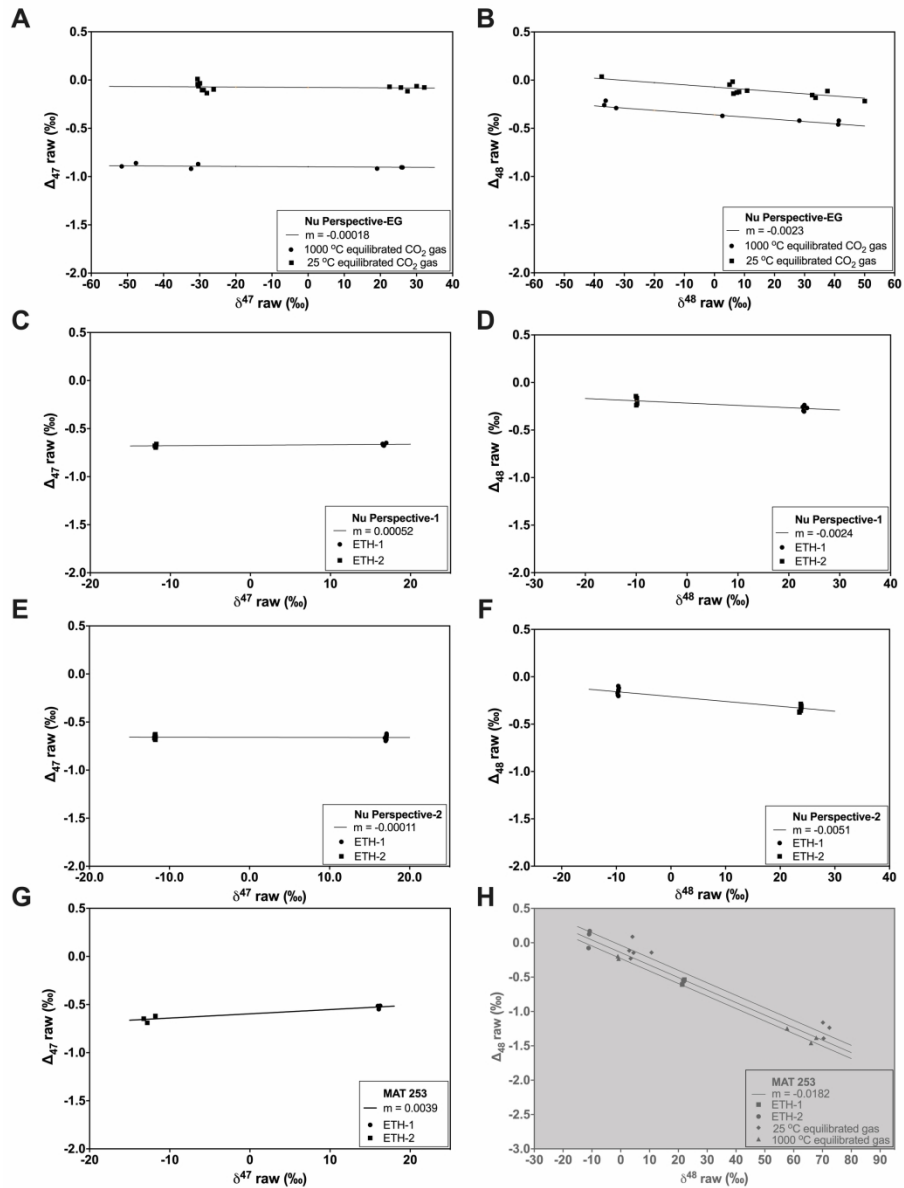 A
0.5
0.0
-0.5
-1.0
-1.5
-2.0
Δ47 raw (‰)
-60 -50 -40 -30 -20 -10 0 10 20 30 40
δ47 raw (‰)
Nu Perspective-EG
m = -0.00018
1000 °C equilibrated CO2 gas
25 °C equilibrated CO2 gas
B
0.5
0.0
-0.5
-1.0
-1.5
-2.0
Δ48 raw (‰)
-50 -40 -30 -20 -10 0 10 20 30 40 50 60
δ48 raw (‰)
Nu Perspective-EG
m = -0.0023
1000 °C equilibrated CO2 gas
25 °C equilibrated CO2 gas
C
0.5
0.0
-0.5
-1.0
-1.5
-2.0
Δ47 raw (‰)
-20 -10 0 10 20
δ47 raw (‰)
Nu Perspective-1
m = 0.00052
ETH-1
ETH-2
D
0.5
0.0
-0.5
-1.0
-1.5
-2.0
Δ48 raw (‰)
-30 -20 -10 0 10 20 30 40
δ48 raw (‰)
Nu Perspective-1
m = -0.0024
ETH-1
ETH-2
E
0.5
0.0
-0.5
-1.0
-1.5
-2.0
Δ47 raw (‰)
-20.0 -10.0 0.0 10.0 20.0
δ47 raw (‰)
Nu Perspective-2
m = -0.00011
ETH-1
ETH-2
F
0.5
0.0
-0.5
-1.0
-1.5
-2.0
Δ48 raw (‰)
-20 -10 0 10 20 30 40
δ48 raw (‰)
Nu Perspective-2
m = -0.0051
ETH-1
ETH-2
G
0.5
0.0
-0.5
-1.0
-1.5
-2.0
Δ47 raw (‰)
-20 -10 0 10 20
δ47 raw (‰)
MAT 253
m = 0.0039
ETH-1
ETH-2
H
0.5
0.0
-0.5
-1.0
-1.5
-2.0
-2.5
-3.0
Δ48 raw (‰)
-20 -10 0 10 20 30 40 50 60 70 80 90
δ48 raw (‰)
MAT 253
m = -0.0182
ETH-1
ETH-2
25 °C equilibrated gas
1000 °C equilibrated gas